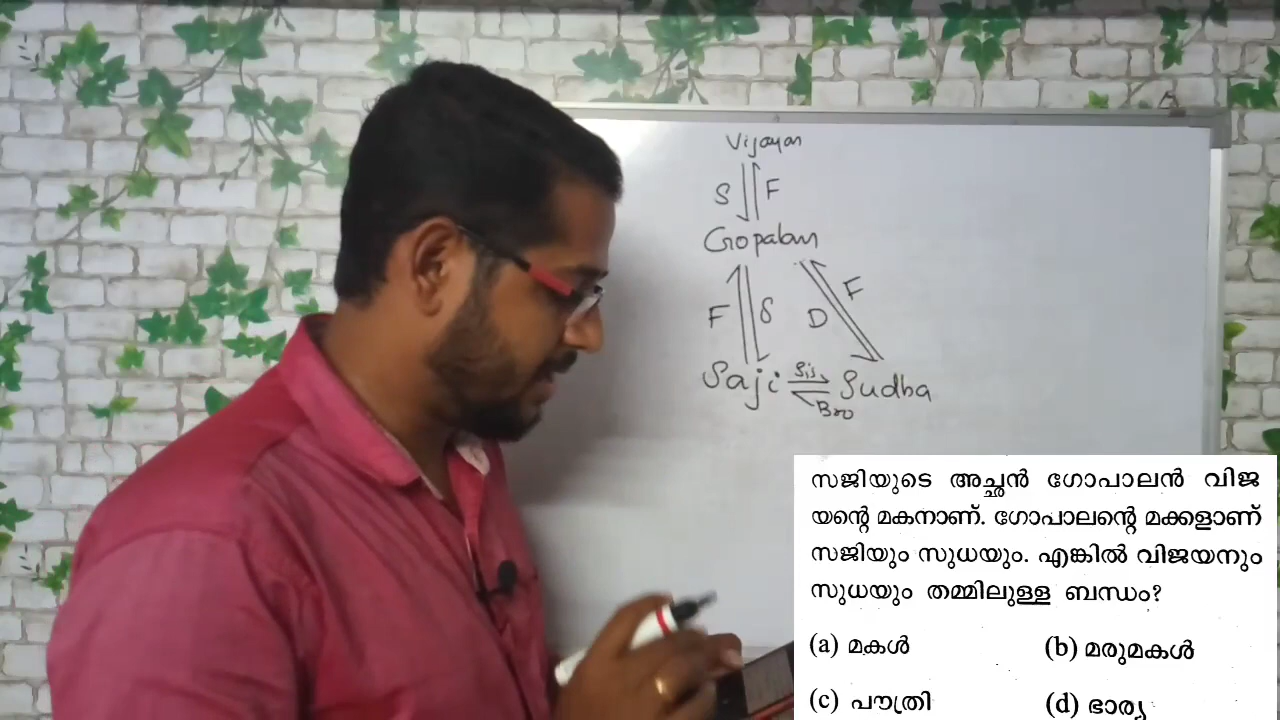 Vijayan
S F
Gopalan
F S D F
Saji Sis Sudha
Bro
സജിയുടെ അച്ഛൻ ഗോപാലൻ വിജ
യന്റെ മകനാണ്. ഗോപാലന്റെ മക്കളാണ്
സജിയും സുധയും. എങ്കിൽ വിജയനും
സുധയും തമ്മിലുള്ള ബന്ധം?
(a) മകൾ (b) മരുമകൾ
(c) പൗത്രി (d) ഭാര്യ